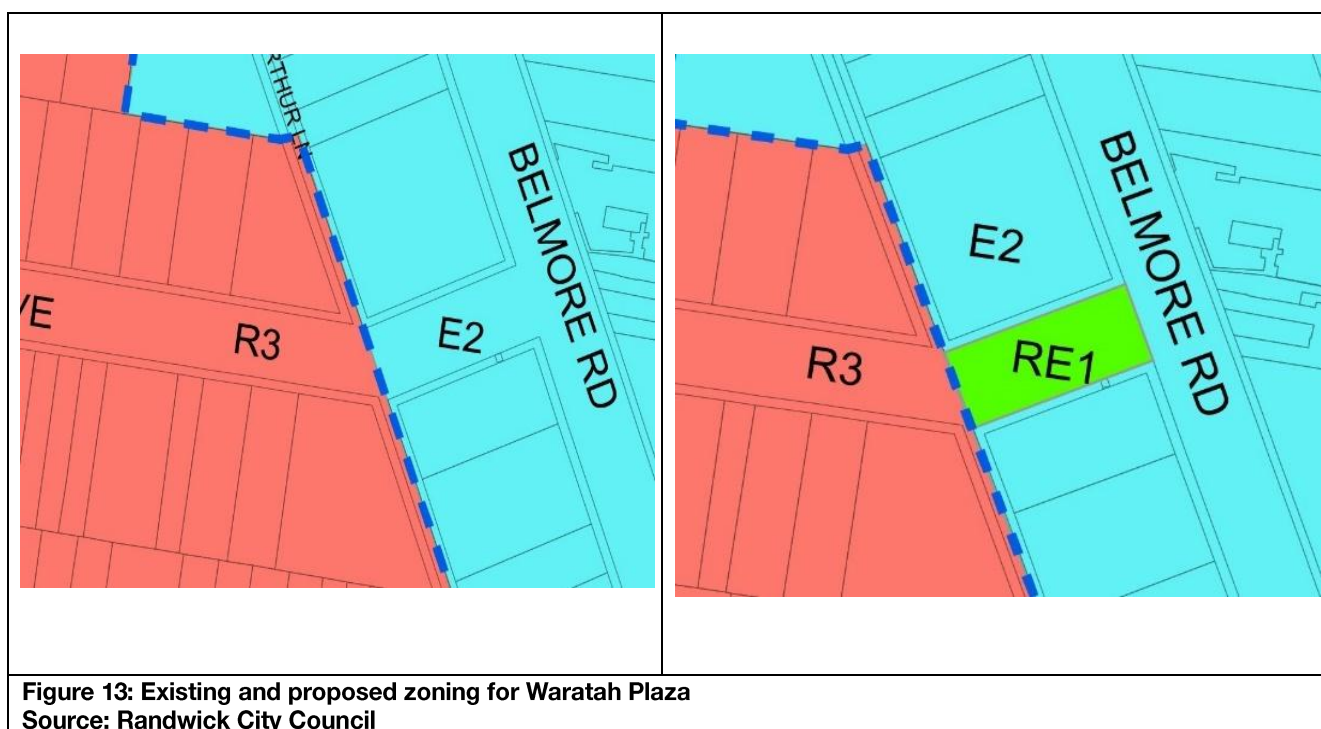 RTHUR LN
BELMORE RD
E2
R3
VE
E2
BELMORE RD
R3
RE1
Figure 13: Existing and proposed zoning for Waratah Plaza
Source: Randwick City Council